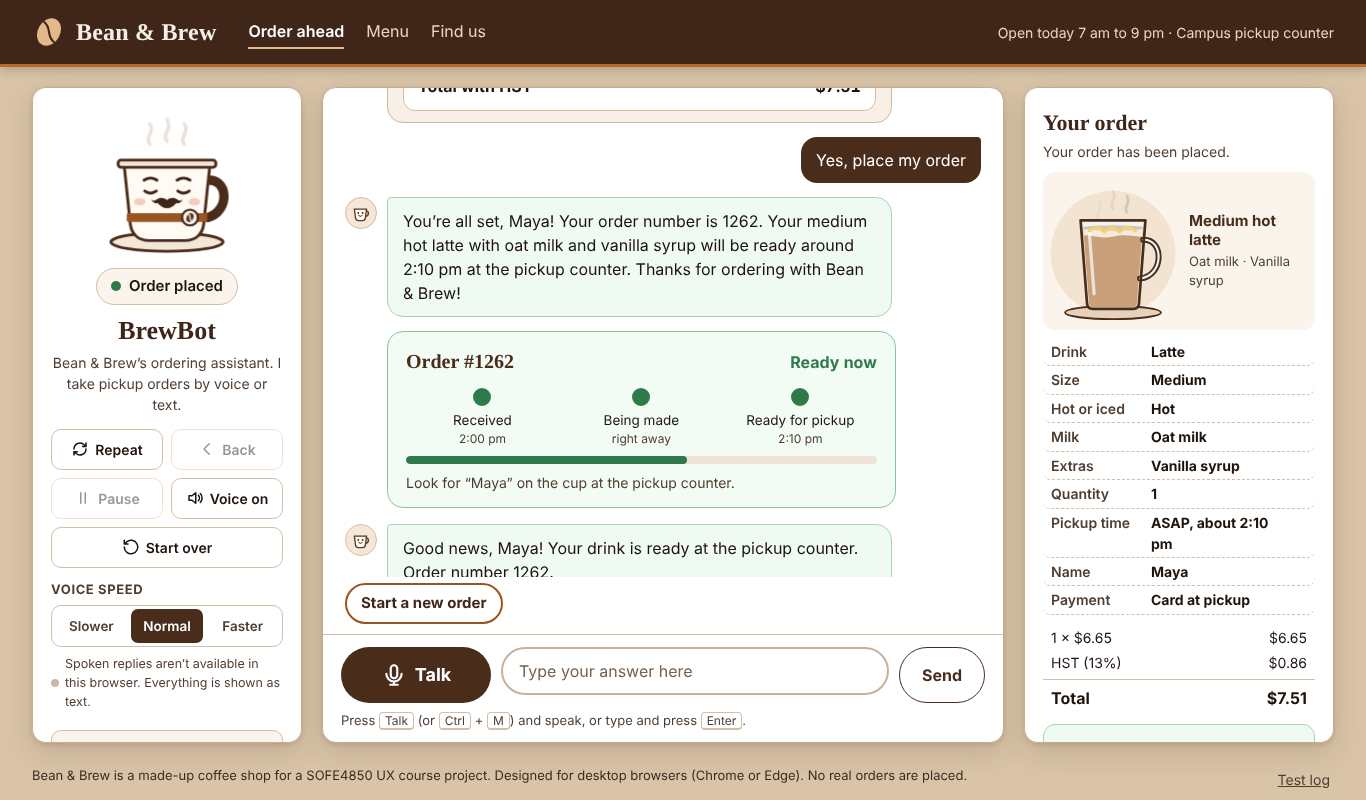 Bean & Brew
Order ahead
Menu
Find us
Open today 7 am to 9 pm · Campus pickup counter
Order placed
BrewBot
Bean & Brew’s ordering assistant. I
take pickup orders by voice or
text.
Repeat
Back
Pause
Voice on
Start over
VOICE SPEED
Slower
Normal
Faster
Spoken replies aren’t available in
this browser. Everything is shown as
text.
Total with HST
$7.51
Yes, place my order
You’re all set, Maya! Your order number is 1262. Your medium
hot latte with oat milk and vanilla syrup will be ready around
2:10 pm at the pickup counter. Thanks for ordering with Bean
& Brew!
Order #1262
Ready now
Received
2:00 pm
Being made
right away
Ready for pickup
2:10 pm
Look for “Maya” on the cup at the pickup counter.
Good news, Maya! Your drink is ready at the pickup counter.
Order number 1262.
Start a new order
Talk
Type your answer here
Send
Press Talk (or Ctrl + M) and speak, or type and press Enter.
Your order
Your order has been placed.
Medium hot
latte
Oat milk · Vanilla
syrup
Drink Latte
Size Medium
Hot or iced Hot
Milk Oat milk
Extras Vanilla syrup
Quantity 1
Pickup time ASAP, about 2:10
pm
Name Maya
Payment Card at pickup
1 × $6.65 $6.65
HST (13%) $0.86
Total $7.51
Bean & Brew is a made-up coffee shop for a SOFE4850 UX course project. Designed for desktop browsers (Chrome or Edge). No real orders are placed.
Test log